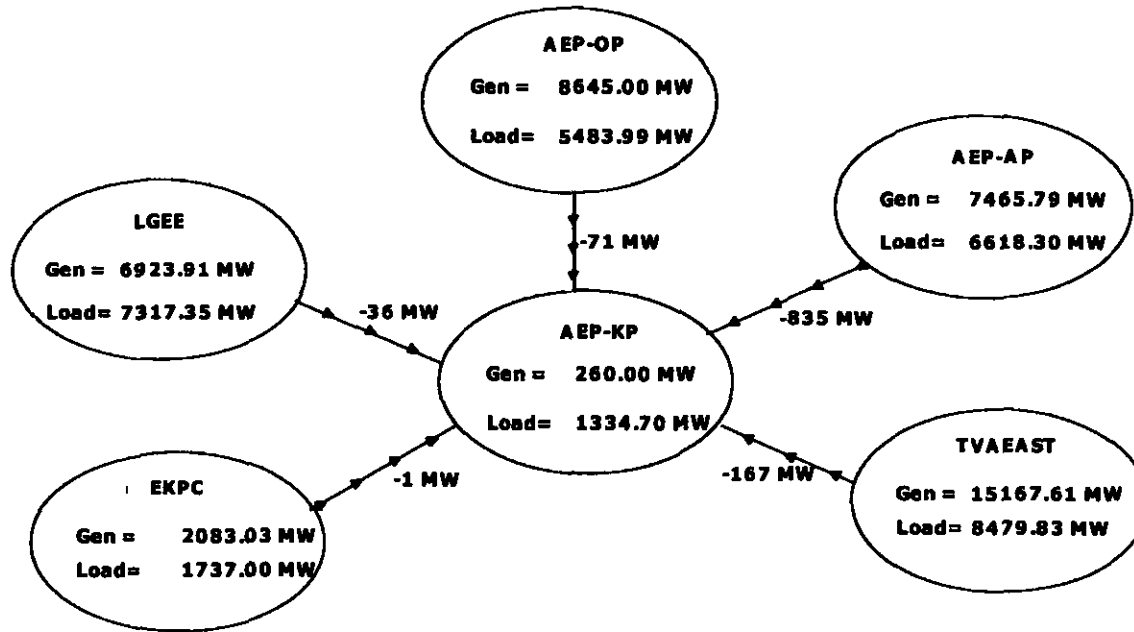 AEP-OP
Gen = 8645.00 MW
Load= 5483.99 MW
AEP-AP
Gen = 7465.79 MW
Load= 6618.30 MW
-71 MW
LGEE
Gen = 6923.91 MW
Load= 7317.35 MW
-36 MW
-835 MW
AEP-KP
Gen = 260.00 MW
Load= 1334.70 MW
TVAEAST
Gen = 15167.61 MW
Load= 8479.83 MW
-167 MW
-1 MW
EKPC
Gen = 2083.03 MW
Load= 1737.00 MW